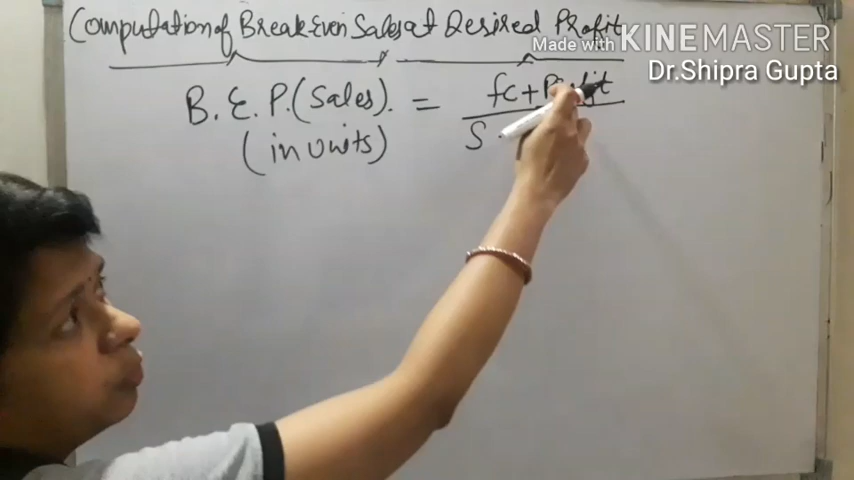 Computation of Break-Even Sales at Desired Profit
Made with KINEMASTER
Dr.Shipra Gupta
B. E. P. (Sales). = fc + Profit
(in units) S